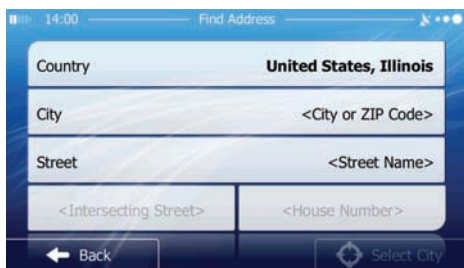 14:00 Find Address
Country United States, Illinois
City <City or ZIP Code>
Street <Street Name>
<Intersecting Street> <House Number>
Back Select City